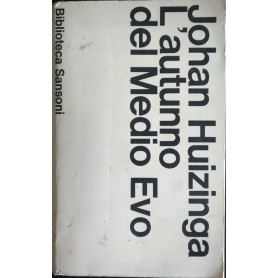 Johan Huizinga
L'autunno
del Medio Evo
Biblioteca Sansoni